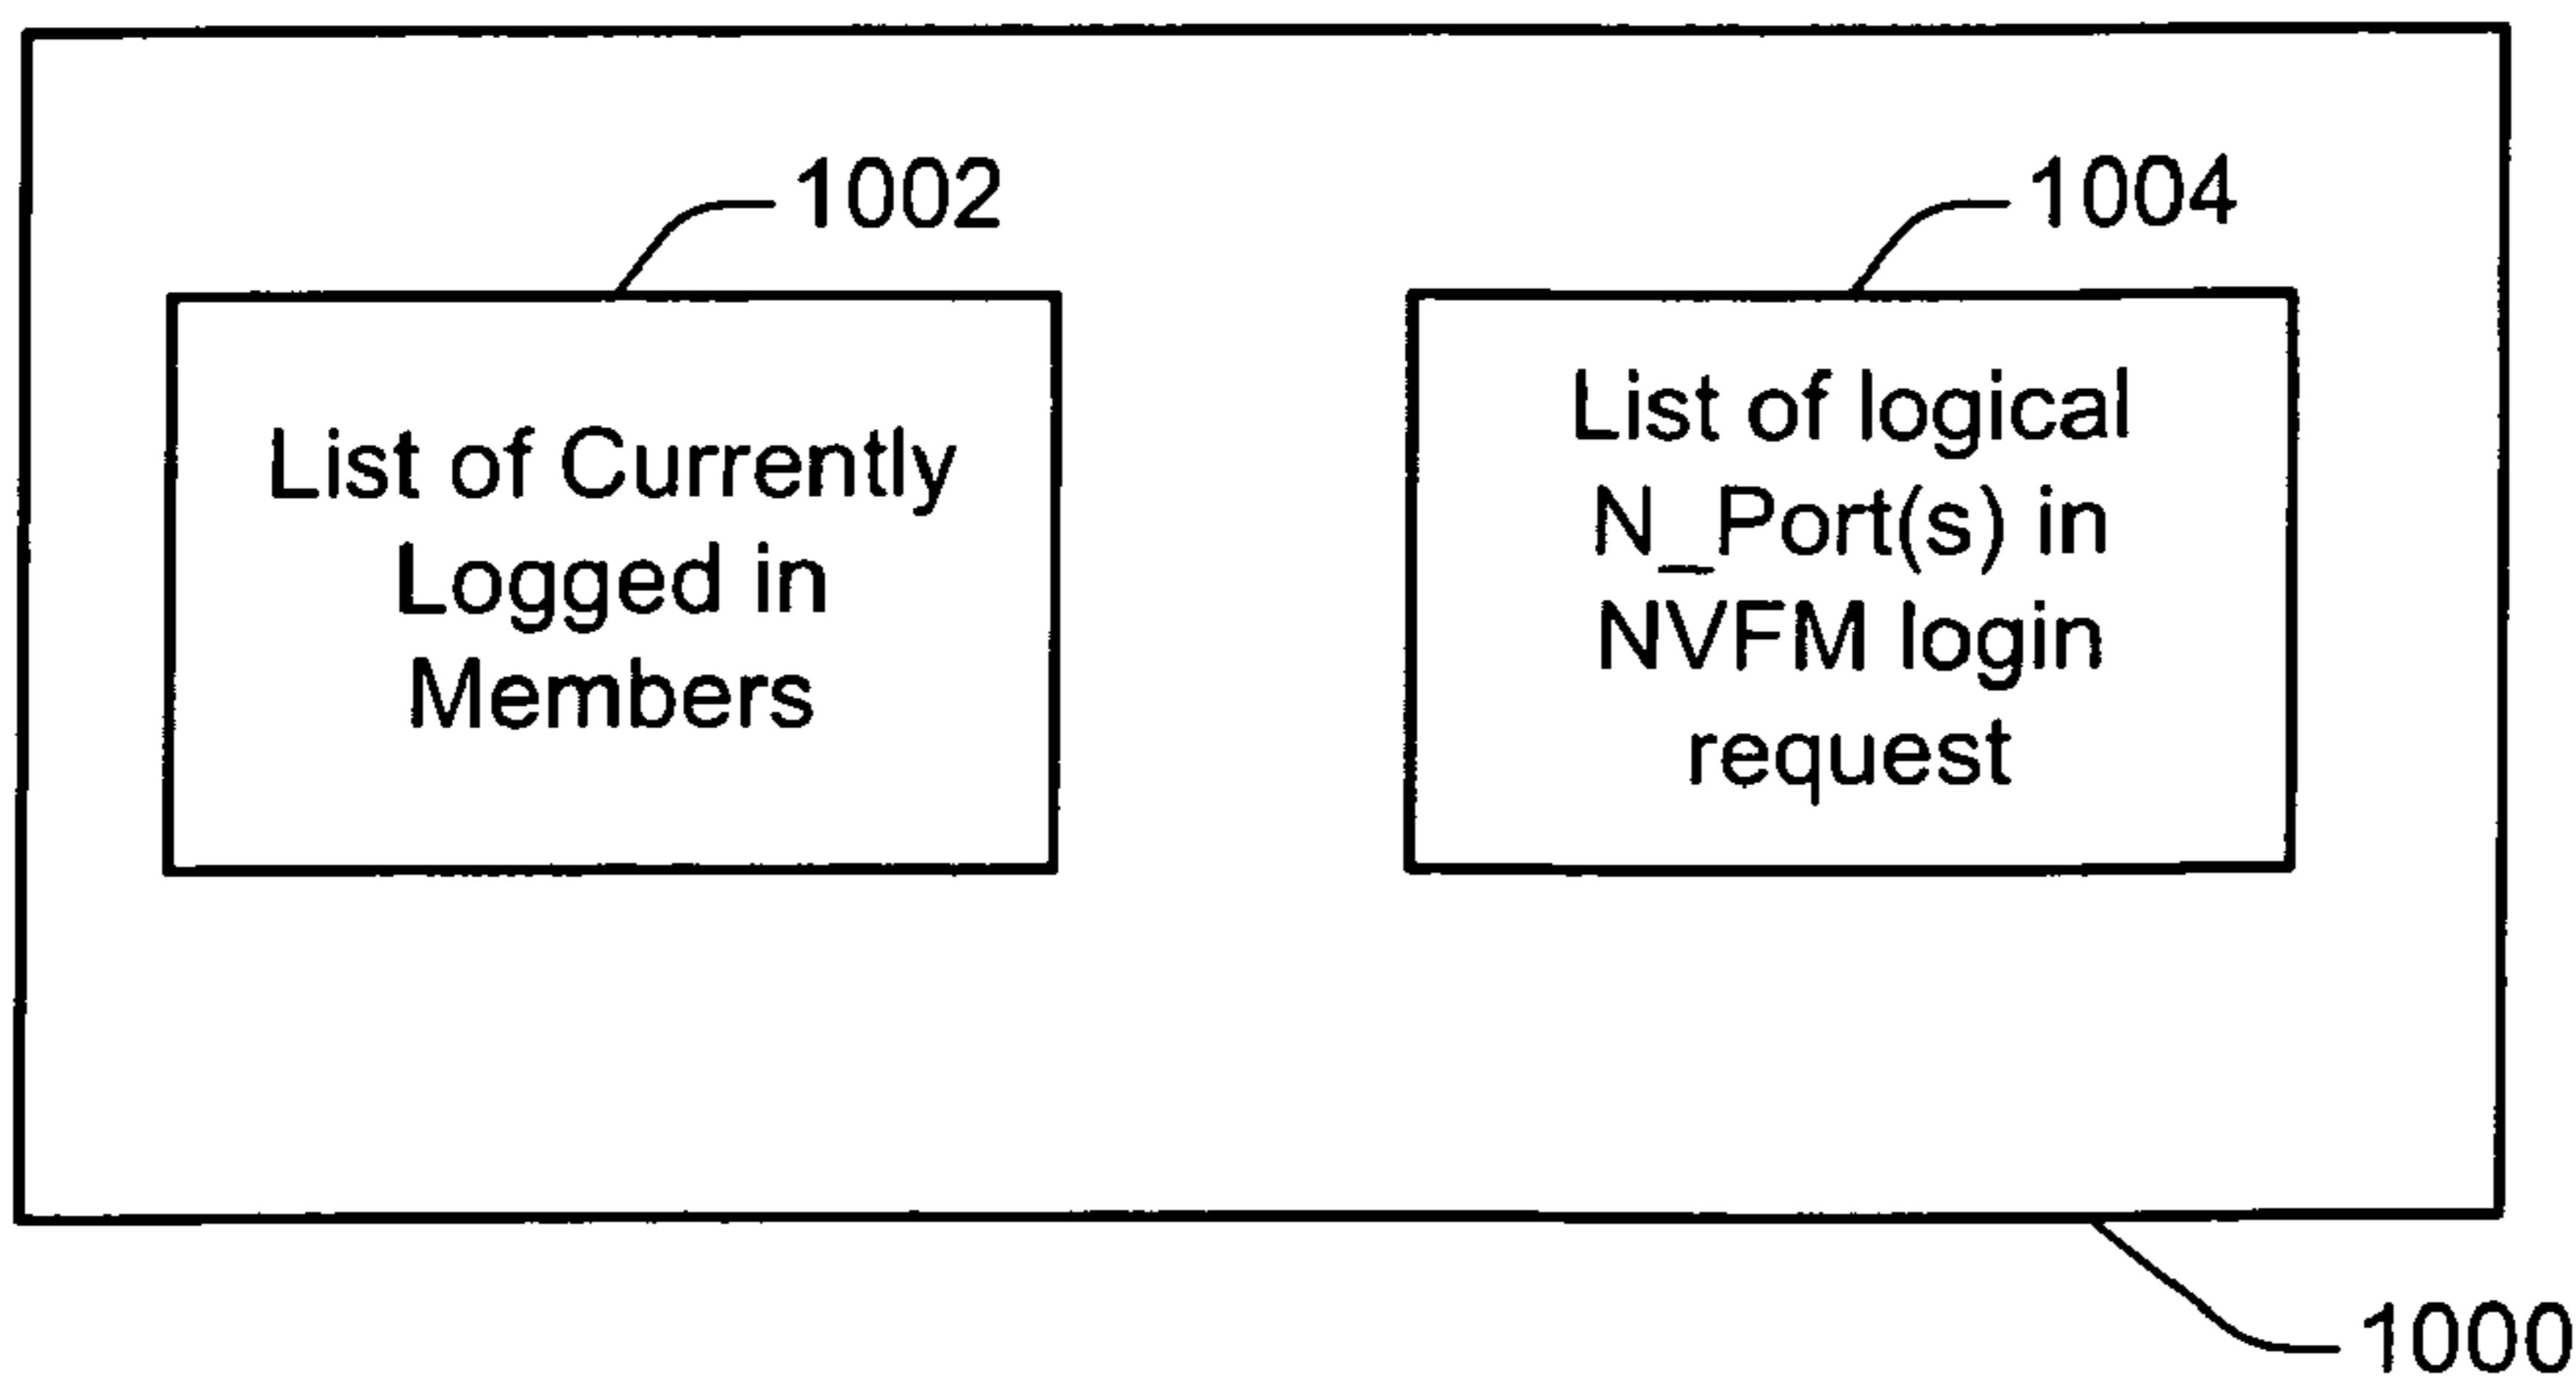 1002
1004
List of Currently
Logged in
Members
List of logical
N_Port(s) in
NVFM login
request
1000